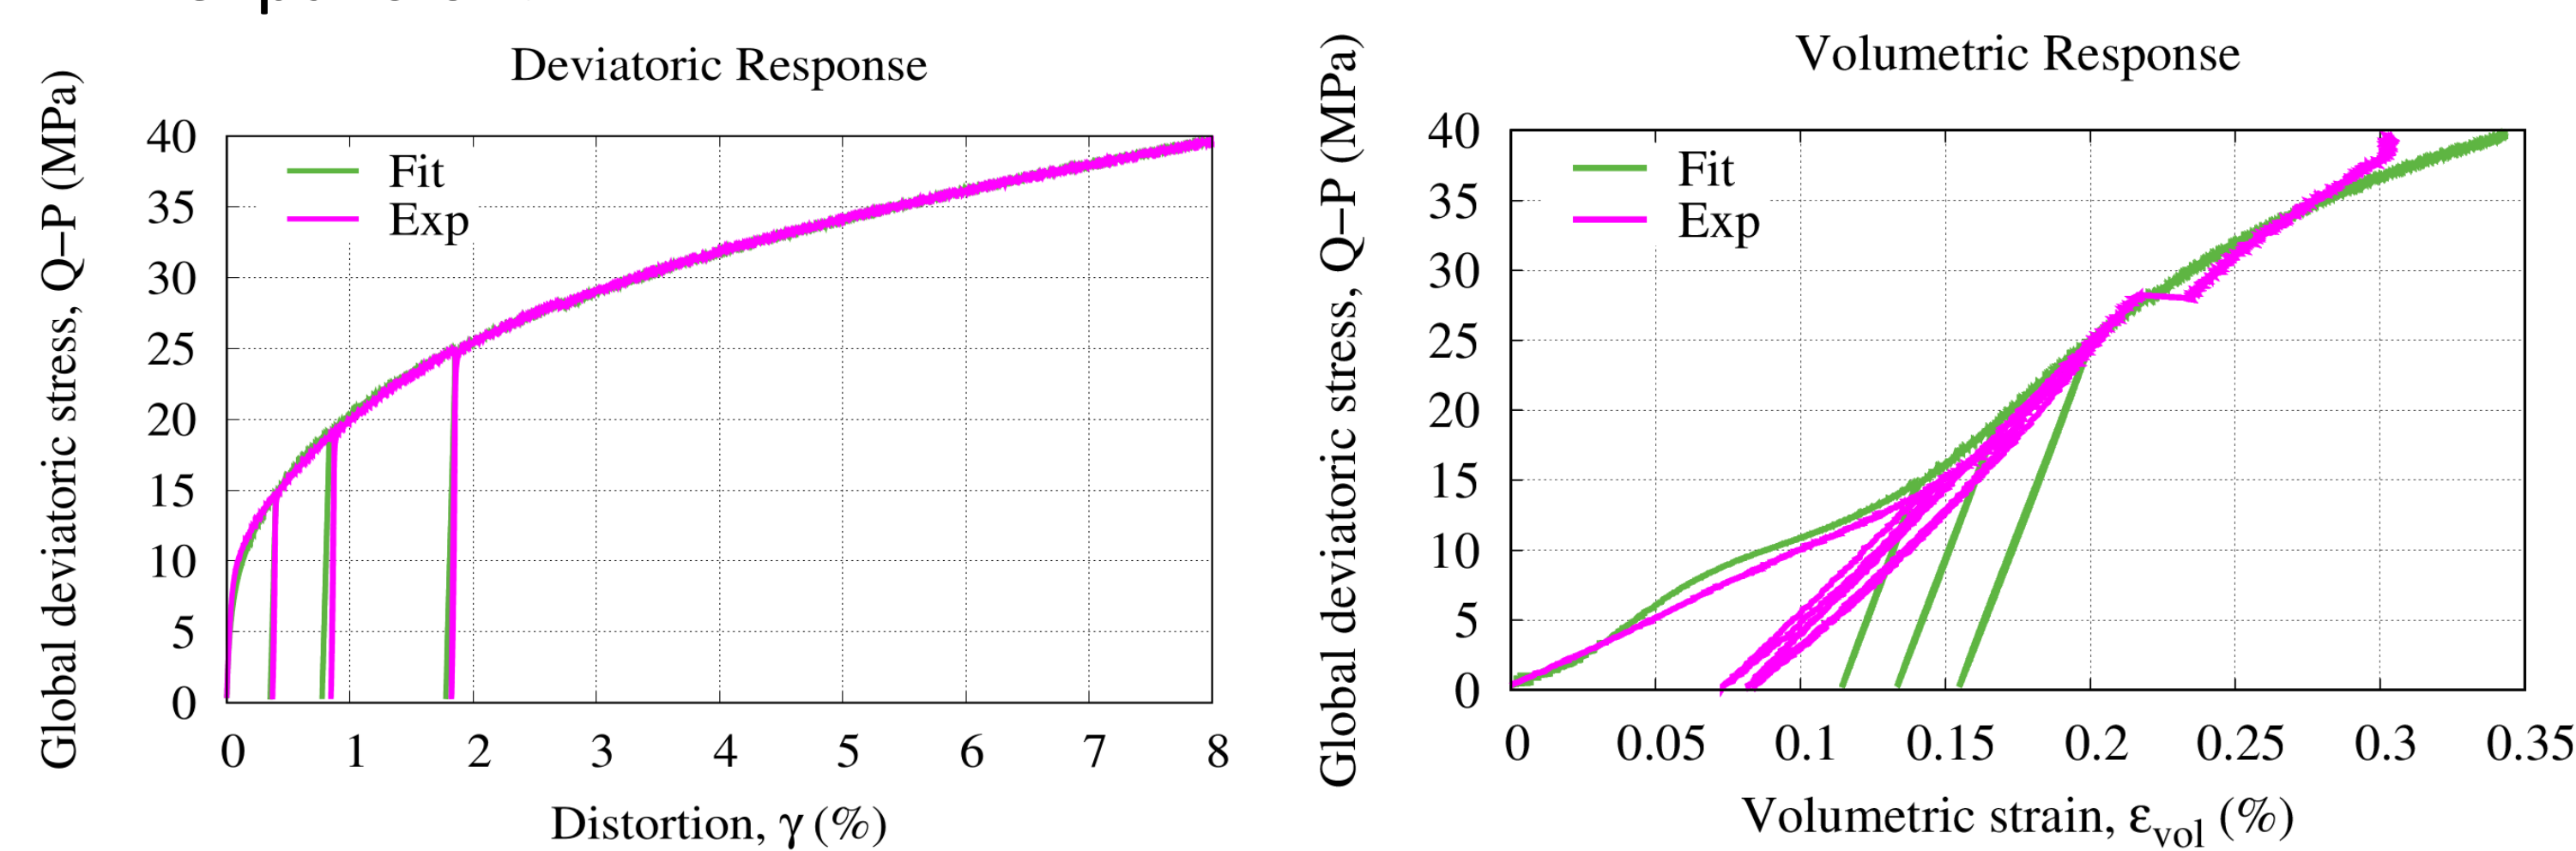 Deviatoric Response
Global deviatoric stress, Q–P (MPa)
40
35
30
25
20
15
10
5
0
Fit
Exp
0 1 2 3 4 5 6 7 8
Distortion, γ (%)
Volumetric Response
Global deviatoric stress, Q–P (MPa)
40
35
30
25
20
15
10
5
0
Fit
Exp
0 0.05 0.1 0.15 0.2 0.25 0.3 0.35
Volumetric strain, εvol (%)